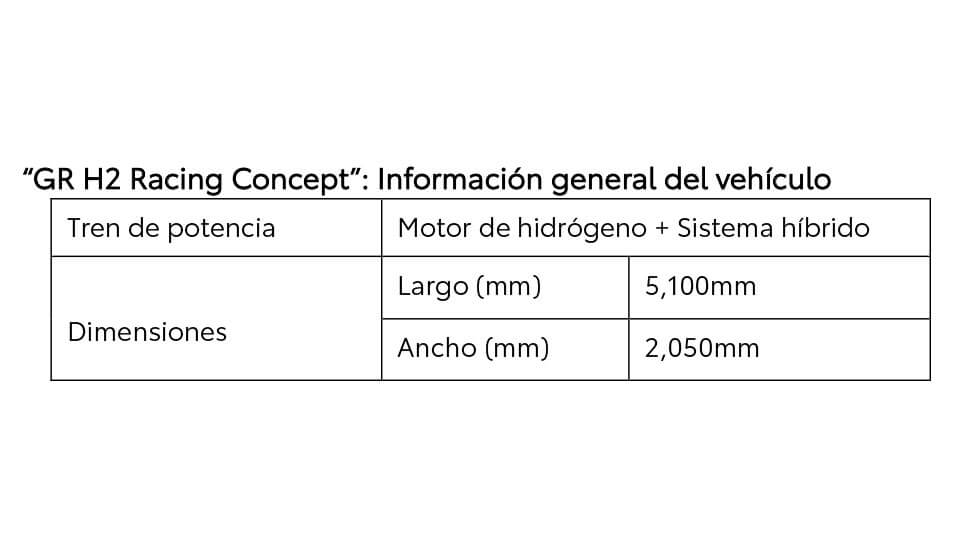 “GR H2 Racing Concept”: Información general del vehículo
Tren de potencia Motor de hidrógeno + Sistema híbrido
Dimensiones
Largo (mm) 5,100mm
Ancho (mm) 2,050mm